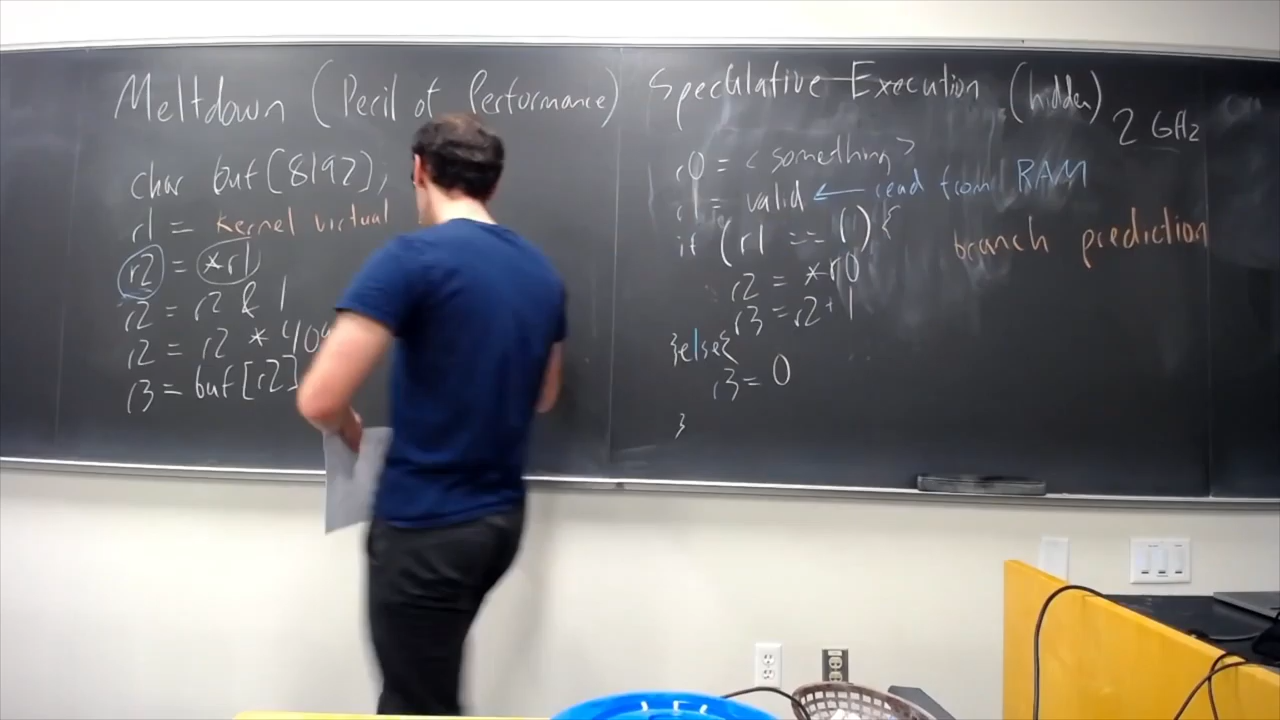 Meltdown (Peril of Performance)
char buf[8192];
r1 = kernel virtual
r2 = *r1
r2 = r2 & 1
r2 = r2 * 409
r3 = buf[r2]
Speculative Execution (hidden)
2 GHz
r0 = <something>
r1 = valid ← read from RAM
if (r1 == 1) {
branch prediction
r2 = *r0
r3 = r2+1
}else{
r3 = 0
}